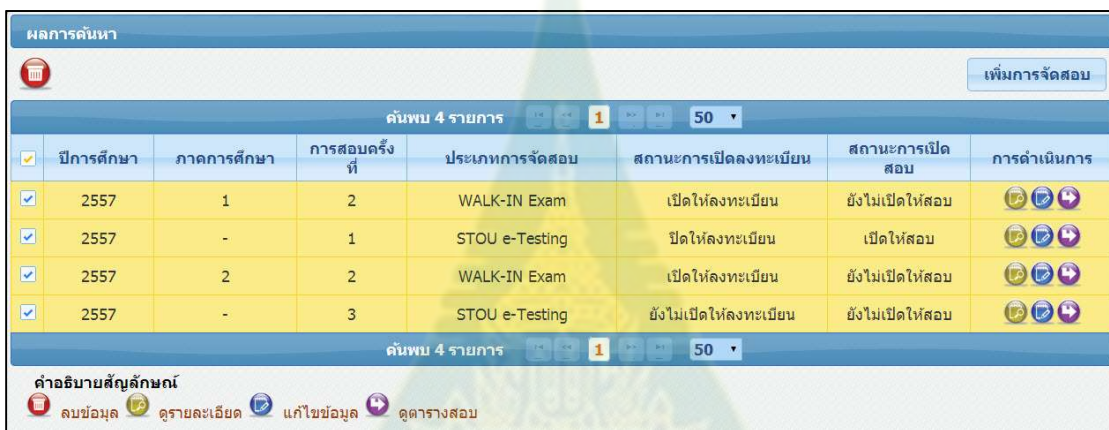 ผลการค้นหา
เพิ่มการจัดสอบ
ค้นพบ 4 รายการ 1 50
ปีการศึกษา ภาคการศึกษา การสอบครั้งที่ ประเภทการจัดสอบ สถานะการเปิดลงทะเบียน สถานะการเปิดสอบ การดำเนินการ
2557 1 2 WALK-IN Exam เปิดให้ลงทะเบียน ยังไม่เปิดให้สอบ
2557 - 1 STOU e-Testing ปิดให้ลงทะเบียน เปิดให้สอบ
2557 2 2 WALK-IN Exam เปิดให้ลงทะเบียน ยังไม่เปิดให้สอบ
2557 - 3 STOU e-Testing ยังไม่เปิดให้ลงทะเบียน ยังไม่เปิดให้สอบ
ค้นพบ 4 รายการ 1 50
คำอธิบายสัญลักษณ์
ลบข้อมูล ดูรายละเอียด แก้ไขข้อมูล ดูตารางสอบ